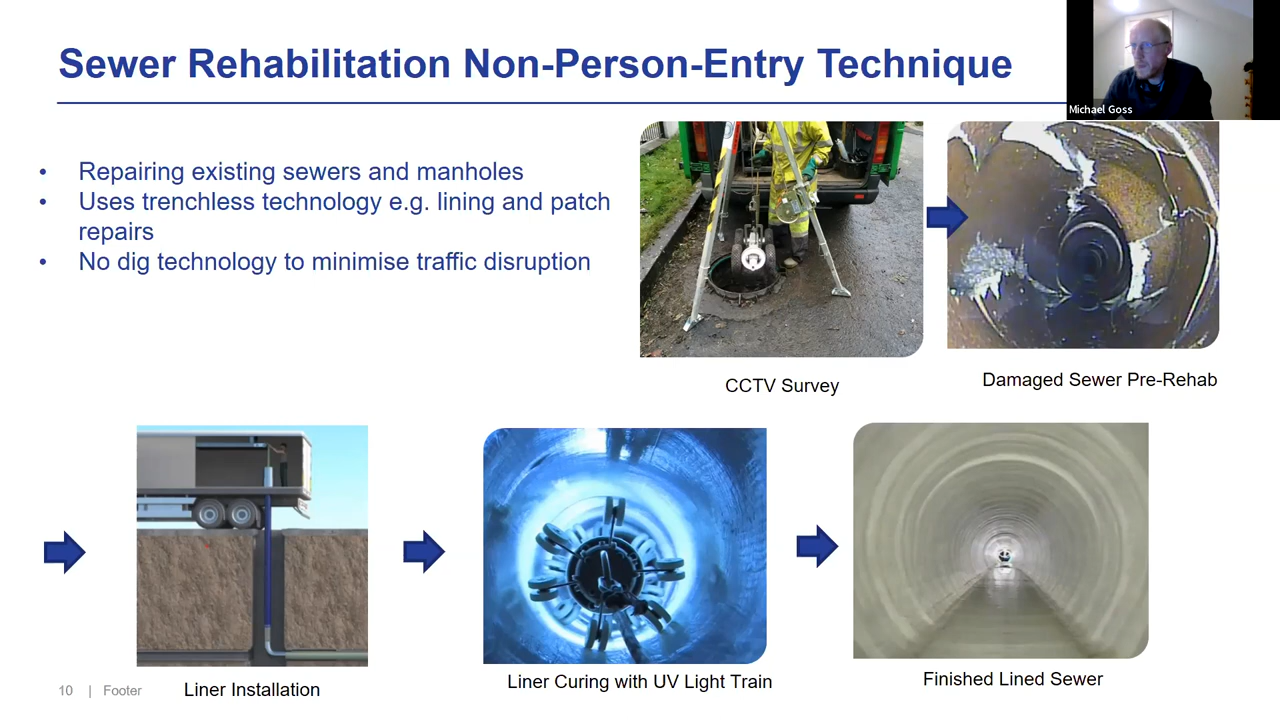 Sewer Rehabilitation Non-Person-Entry Technique
Michael Goss
• Repairing existing sewers and manholes
• Uses trenchless technology e.g. lining and patch
repairs
• No dig technology to minimise traffic disruption
CCTV Survey
Damaged Sewer Pre-Rehab
Liner Installation
Liner Curing with UV Light Train
Finished Lined Sewer
10 | Footer